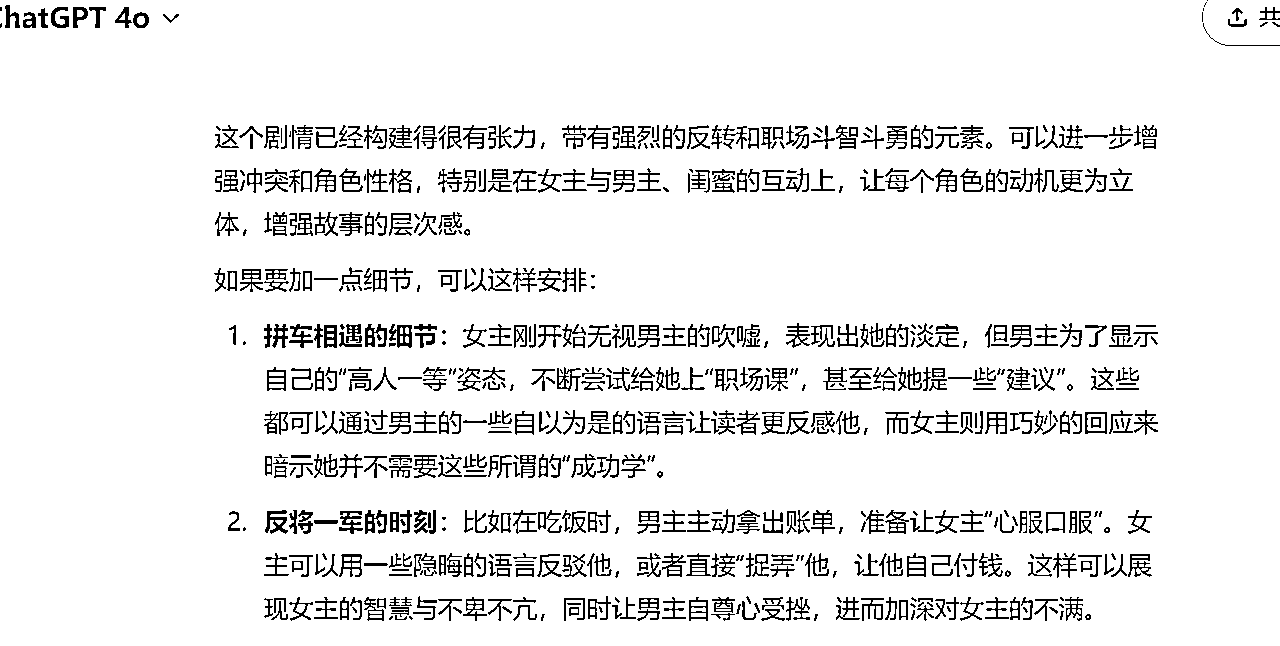 ChatGPT 4o
共
这个剧情已经构建得很有张力，带有强烈的反转和职场斗智斗勇的元素。可以进一步增
强冲突和角色性格，特别是在女主与男主、闺蜜的互动上，让每个角色的动机更为立
体，增强故事的层次感。
如果要加一点细节，可以这样安排：
1. 拼车相遇的细节：女主刚开始无视男主的吹嘘，表现出她的淡定，但男主为了显示
自己的“高人一等”姿态，不断尝试给她上“职场课”，甚至给她提一些“建议”。这些
都可以通过男主的一些自以为是的语言让读者更反感他，而女主则用巧妙的回应来
暗示她并不需要这些所谓的“成功学”。
2. 反将一军的时刻：比如在吃饭时，男主主动拿出账单，准备让女主“心服口服”。女
主可以用一些隐晦的语言反驳他，或者直接“捉弄”他，让他自己付钱。这样可以展
现女主的智慧与不卑不亢，同时让男主自尊心受挫，进而加深对女主的不满。